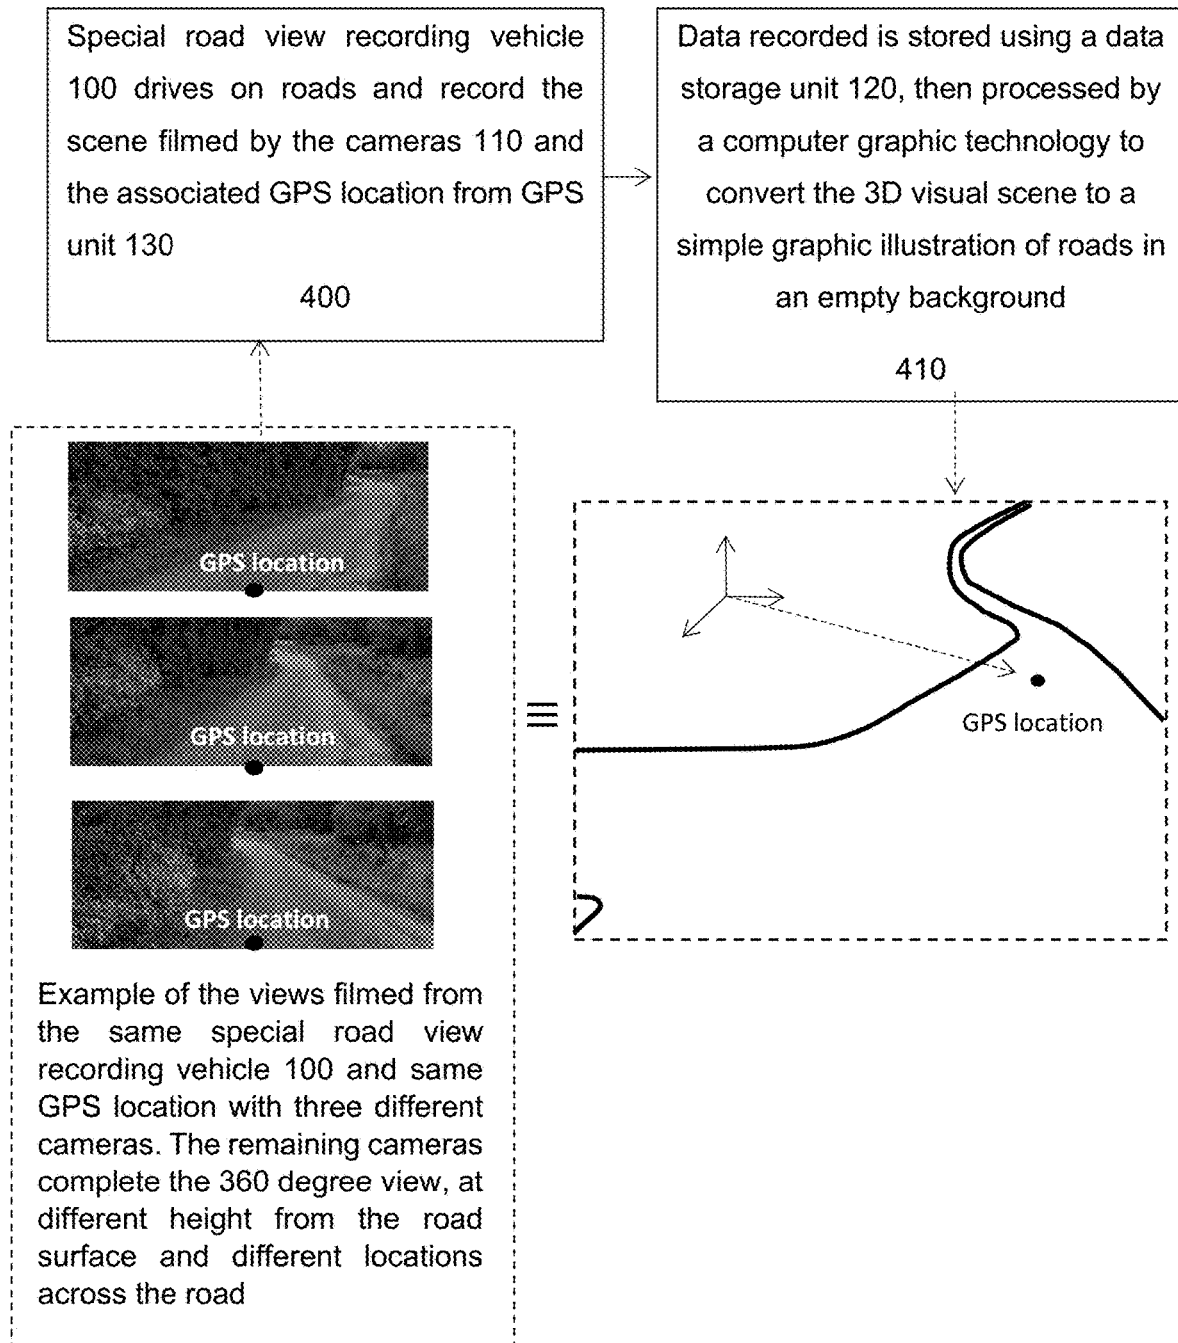 Special road view recording vehicle
100 drives on roads and record the
scene filmed by the cameras 110 and
the associated GPS location from GPS
unit 130
400
Data recorded is stored using a data
storage unit 120, then processed by
a computer graphic technology to
convert the 3D visual scene to a
simple graphic illustration of roads in
an empty background
410
GPS location
GPS location
GPS location
Example of the views filmed from
the same special road view
recording vehicle 100 and same
GPS location with three different
cameras. The remaining cameras
complete the 360 degree view, at
different height from the road
surface and different locations
across the road
≡
GPS location